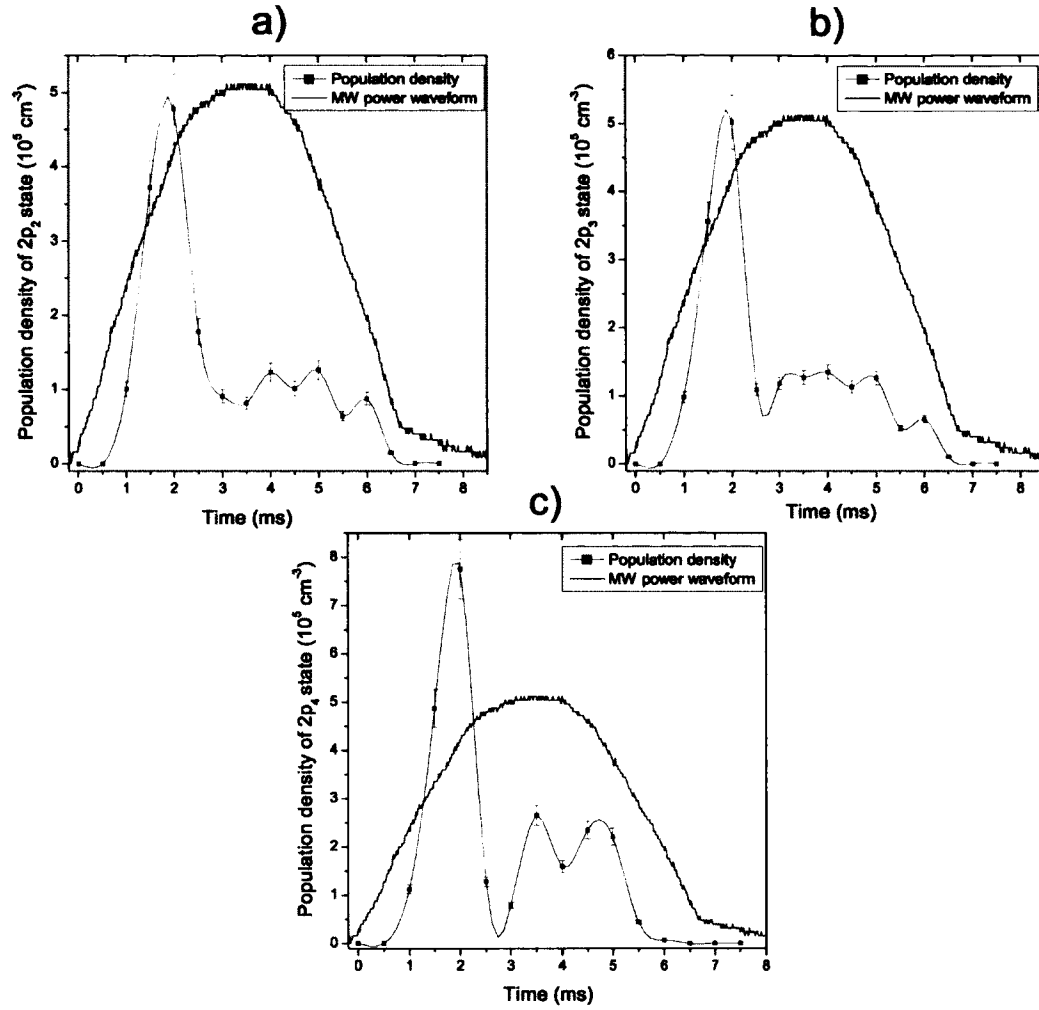 a)
Population density of 2p₂ state (10⁵ cm⁻³)
5
4
3
2
1
0
Population density
MW power waveform
0 1 2 3 4 5 6 7 8
Time (ms)
b)
Population density of 2p₃ state (10⁵ cm⁻³)
6
5
4
3
2
1
0
Population density
MW power waveform
0 1 2 3 4 5 6 7 8
Time (ms)
c)
Population density of 2p₄ state (10⁵ cm⁻³)
8
7
6
5
4
3
2
1
0
Population density
MW power waveform
0 1 2 3 4 5 6 7 8
Time (ms)